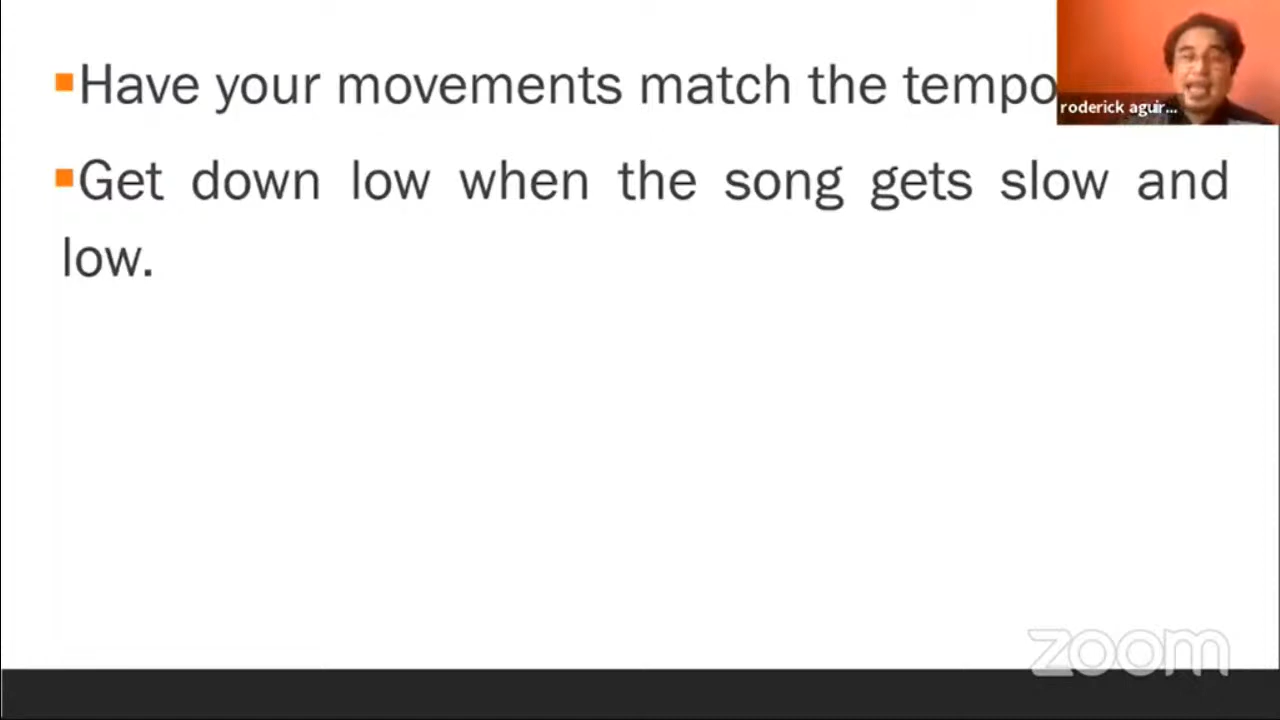 ▪Have your movements match the tempo
roderick aguir...
▪Get down low when the song gets slow and
low.
zoom